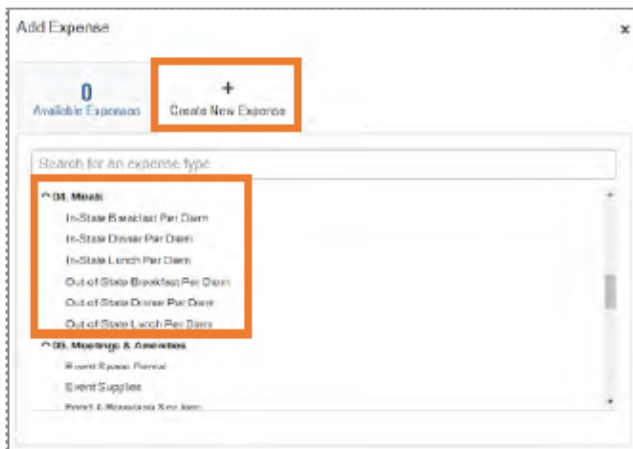 Add Expense
x
0
+
Available Expenses
Create New Expense
Search for an expense type
04. Meals
In-State Breakfast Per Diem
In-State Dinner Per Diem
In-State Lunch Per Diem
Out-of-State Breakfast Per Diem
Out-of-State Dinner Per Diem
Out-of-State Lunch Per Diem
05. Meetings & Amenities
Event Space Rental
Event Supplies
Food & Beverage